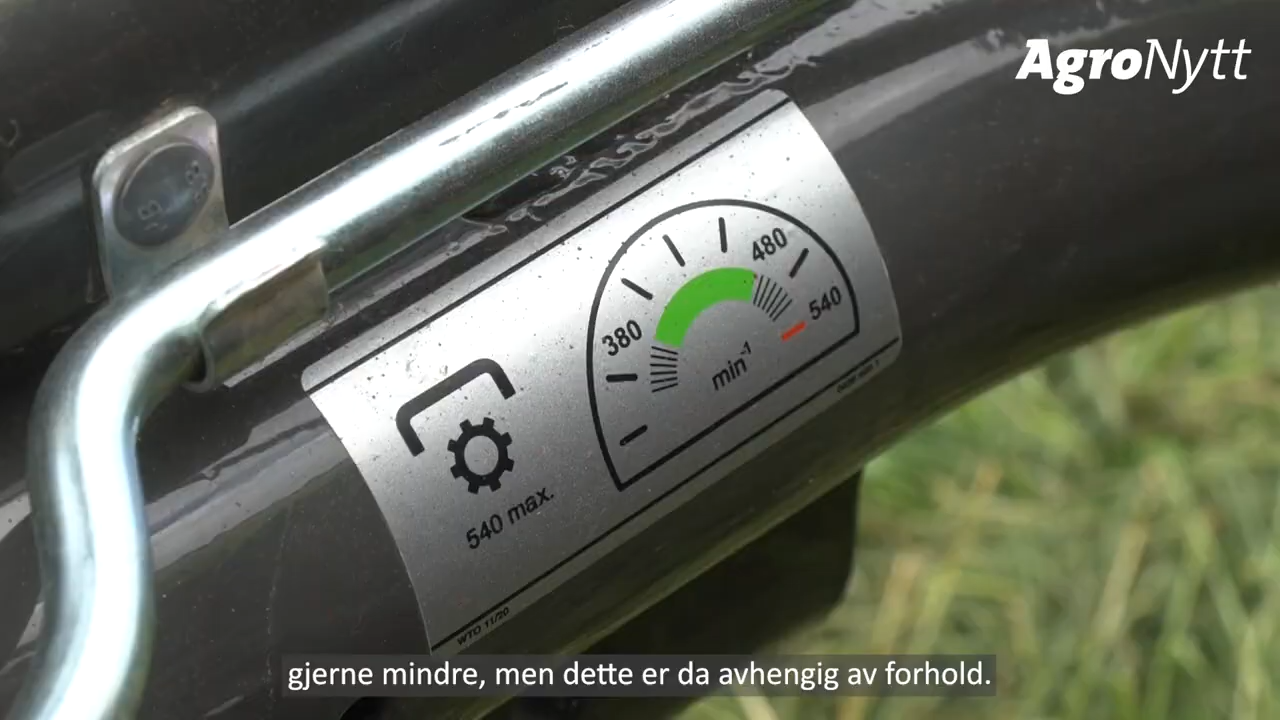 AgroNytt
480
540
380
min⁻¹
540 max.
WTO 11/20
gjerne mindre, men dette er da avhengig av forhold.